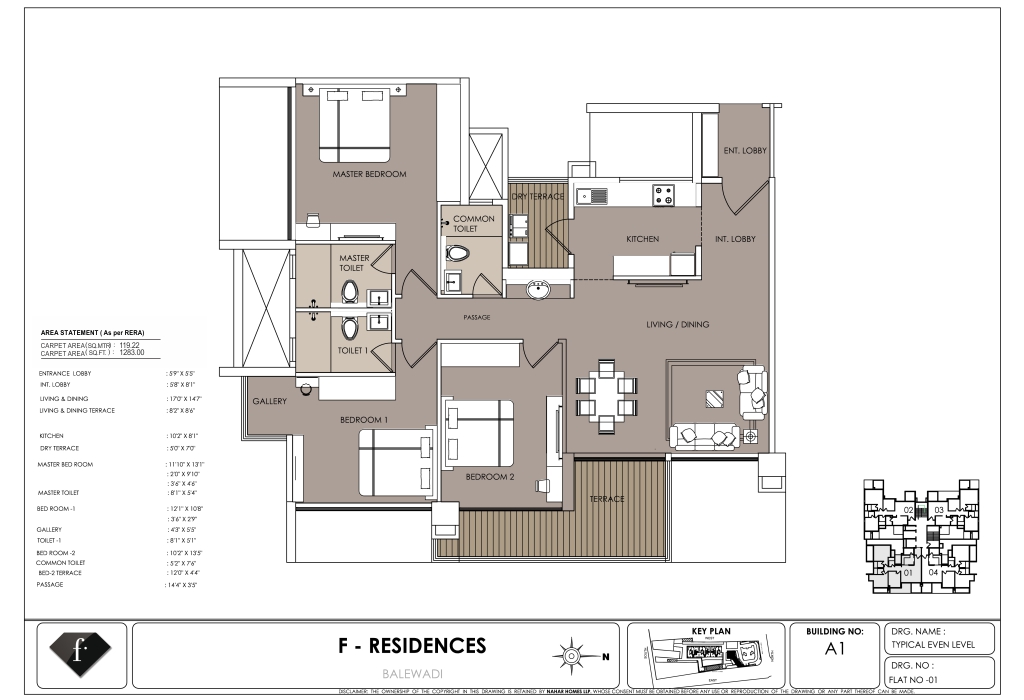 MASTER BEDROOM
ENT. LOBBY
DRY TERRACE
COMMON
TOILET
KITCHEN
INT. LOBBY
MASTER
TOILET
PASSAGE
LIVING / DINING
TOILET 1
GALLERY
BEDROOM 1
BEDROOM 2
TERRACE
AREA STATEMENT ( As per RERA)
CARPET AREA(SQ.MTR) : 119.22
CARPET AREA( SQ.FT. ) : 1283.00
ENTRANCE LOBBY : 5'9" X 5'5"
INT. LOBBY : 5'8" X 8'1"
LIVING & DINING : 17'0" X 14'7"
LIVING & DINING TERRACE : 8'2" X 8'6"
KITCHEN : 10'2" X 8'1"
DRY TERRACE : 5'0" X 7'0"
MASTER BED ROOM : 11'10" X 13'1"
: 2'0" X 9'10"
: 3'6" X 4'6"
MASTER TOILET : 8'1" X 5'4"
BED ROOM -1 : 12'1" X 10'8"
: 3'6" X 2'9"
GALLERY : 4'3" X 5'5"
TOILET -1 : 8'1" X 5'1"
BED ROOM -2 : 10'2" X 13'5"
COMMON TOILET : 5'2" X 7'6"
BED-2 TERRACE : 12'0" X 4'4"
PASSAGE : 14'4" X 3'5"
02 03
01 04
f.
F - RESIDENCES
BALEWADI
N
KEY PLAN
WEST
EAST
BUILDING NO:
A1
DRG. NAME :
TYPICAL EVEN LEVEL
DRG. NO :
FLAT NO -01
DISCLAIMER: THE OWNERSHIP OF THE COPYRIGHT IN THIS DRAWING IS RETAINED BY NAHAR HOMES LLP. WHOSE CONSENT MUST BE OBTAINED BEFORE ANY USE OR REPRODUCTION OF THE DRAWING OR ANY PART THEREOF CAN BE MADE.